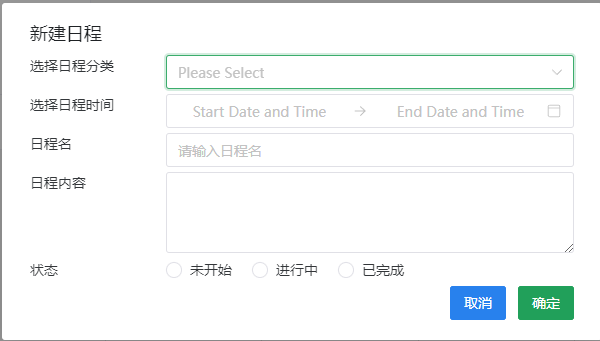 新建日程
选择日程分类 Please Select
选择日程时间 Start Date and Time End Date and Time
日程名 请输入日程名
日程内容
状态 未开始 进行中 已完成
取消 确定